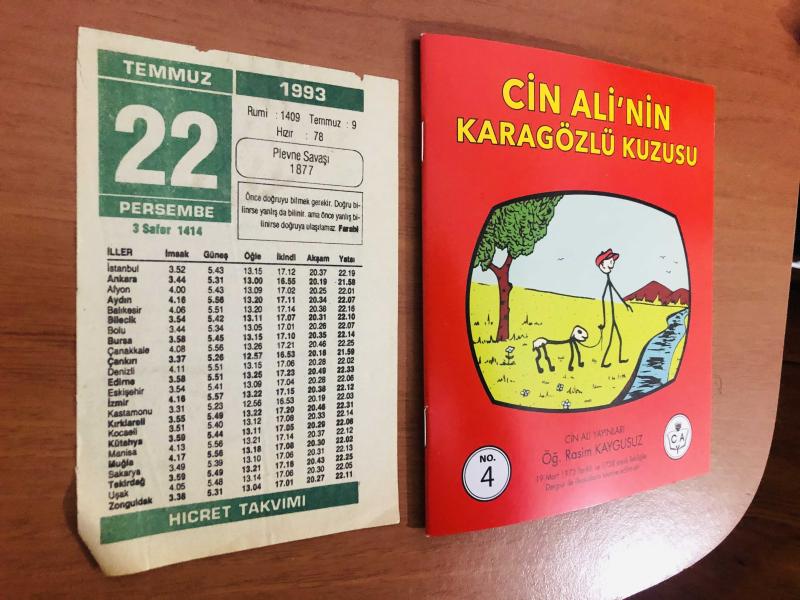 TEMMUZ
1993
22
PERŞEMBE
3 Safer 1414
Rumi : 1409 Temmuz : 9
Hızır : 78
Plevne Savaşı
1877
Önce doğruyu bilmek gerekir. Doğru bi-
linirse yanlış da bilinir. ama önce yanlış bi-
linirse doğruya ulaşılamaz. Farabi
İLLER İmsak Güneş Öğle İkindi Akşam Yatsı
İstanbul 3.52 5.43 13.15 17.12 20.37 22.19
Ankara 3.44 5.31 13.00 16.55 20.19 21.58
Afyon 4.00 5.43 13.09 17.02 20.25 22.01
Aydın 4.16 5.56 13.20 17.11 20.34 22.07
Balıkesir 4.06 5.51 13.20 17.14 20.38 22.16
Bilecik 3.54 5.42 13.11 17.07 20.31 22.10
Bolu 3.44 5.34 13.05 17.01 20.26 22.07
Bursa 3.58 5.45 13.15 17.10 20.35 22.14
Çanakkale 4.08 5.56 13.26 17.21 20.46 22.25
Çankırı 3.37 5.26 12.57 16.53 20.18 21.59
Denizli 4.11 5.51 13.15 17.06 20.28 22.02
Edirne 3.58 5.51 13.25 17.23 20.49 22.33
Eskişehir 3.54 5.41 13.09 17.04 20.28 22.06
İzmir 4.16 5.57 13.22 17.15 20.38 22.12
Kastamonu 3.31 5.23 12.56 16.53 20.19 22.03
Kırklareli 3.55 5.49 13.22 17.20 20.46 22.31
Kocaeli 3.51 5.40 13.12 17.08 20.33 22.14
Kütahya 3.59 5.44 13.11 17.05 20.29 22.08
Manisa 4.13 5.56 13.21 17.14 20.37 22.12
Muğla 4.17 5.56 13.18 17.08 20.30 22.02
Sakarya 3.49 5.39 13.10 17.06 20.31 22.12
Tekirdağ 3.59 5.49 13.21 17.18 20.43 22.25
Uşak 4.05 5.48 13.14 17.06 20.30 22.05
Zonguldak 3.38 5.31 13.04 17.01 20.27 22.11
HİCRET TAKVİMİ
CİN ALİ'NİN
KARAGÖZLÜ KUZUSU
CİN ALİ YAYINLARI
Öğ. Rasim KAYGUSUZ
19 Mart 1973 Tarihli ve 1738 sayılı Tebliğler
Dergisi ile İlkokullara tavsiye edilmiştir.
NO.
4
C A
Y